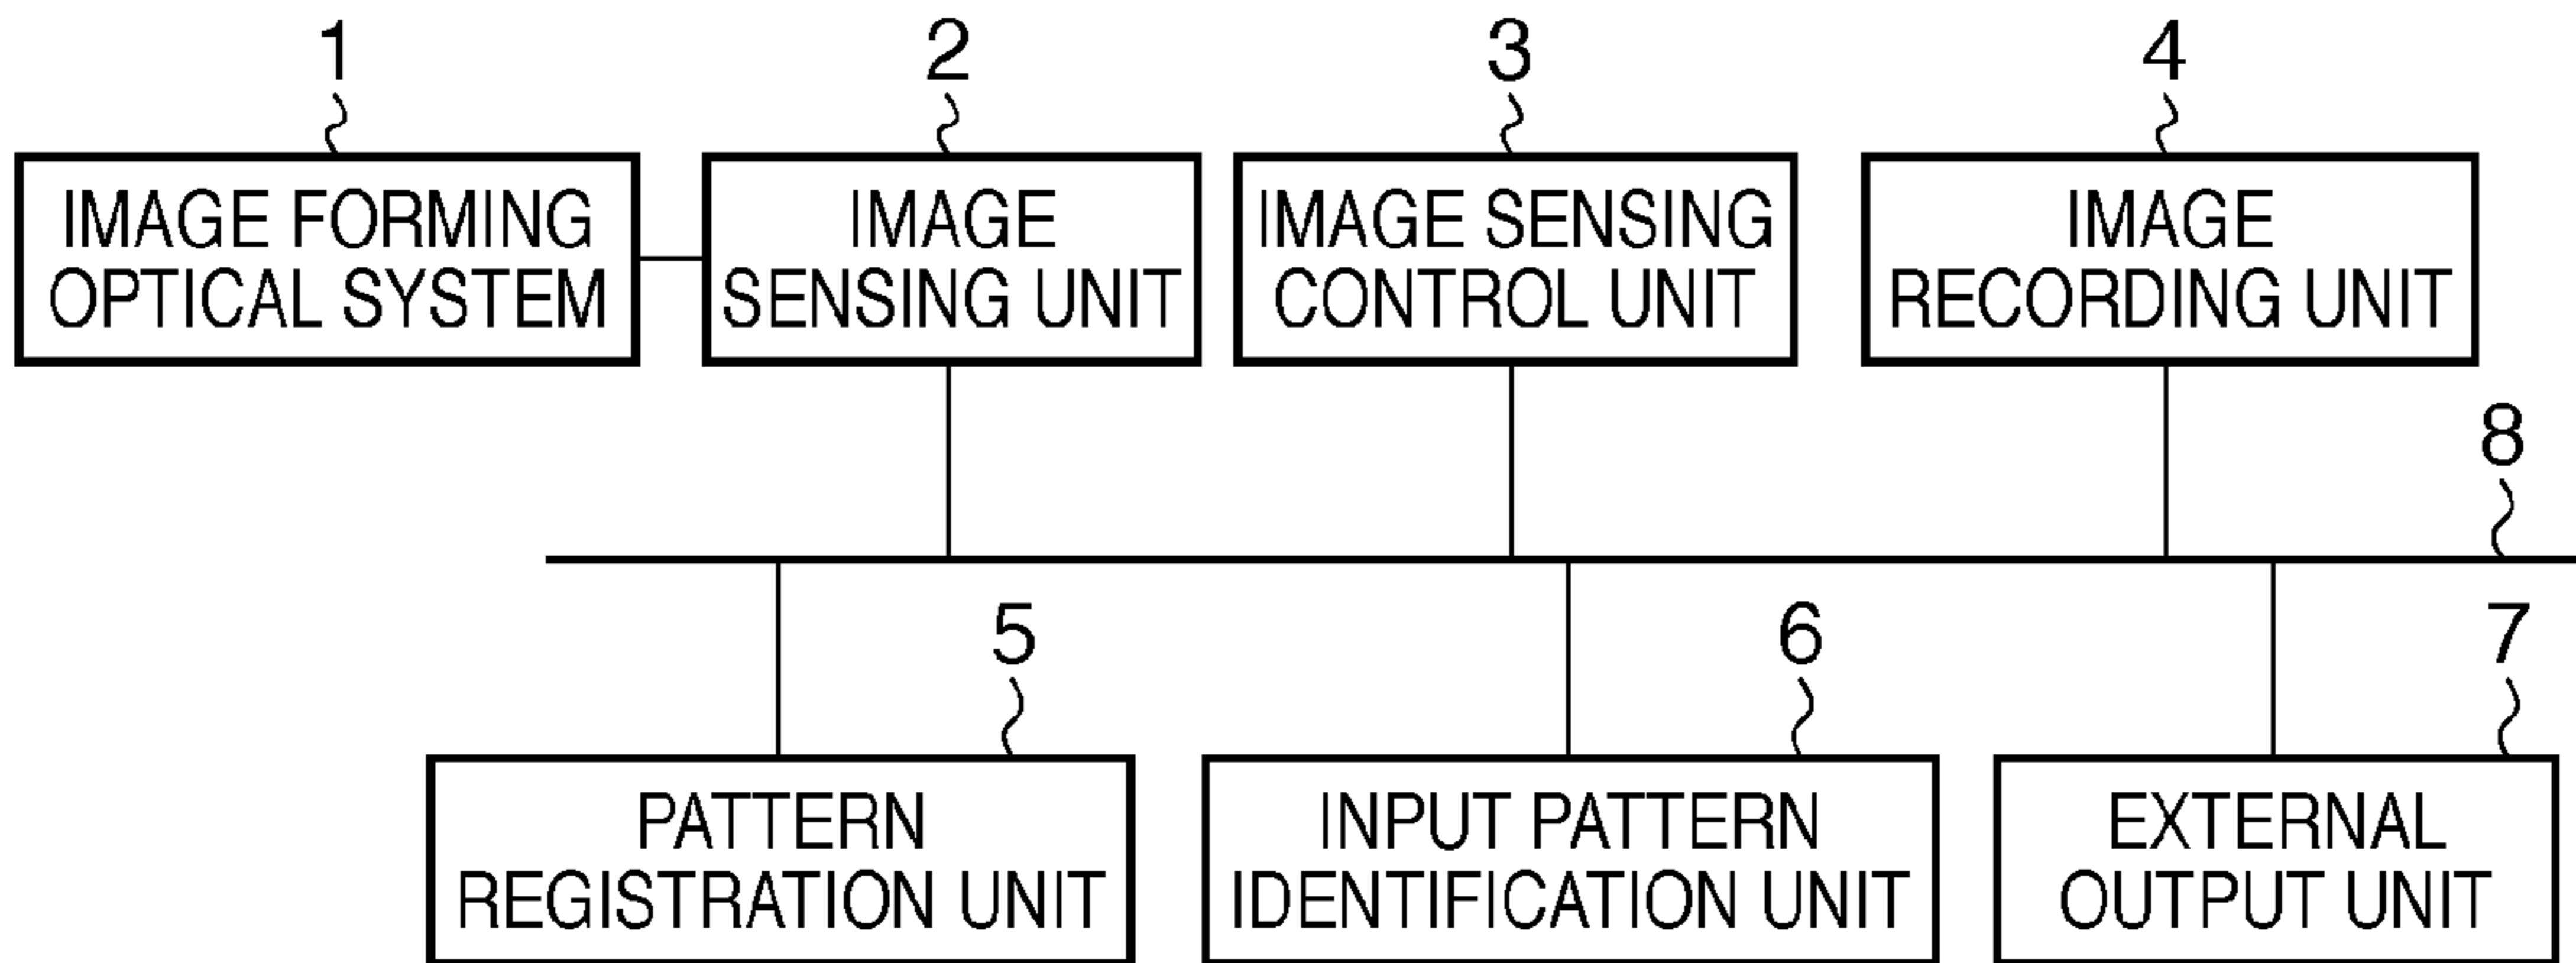 1 2 3 4
IMAGE FORMING
OPTICAL SYSTEM
IMAGE
SENSING UNIT
IMAGE SENSING
CONTROL UNIT
IMAGE
RECORDING UNIT
8
5 6 7
PATTERN
REGISTRATION UNIT
INPUT PATTERN
IDENTIFICATION UNIT
EXTERNAL
OUTPUT UNIT